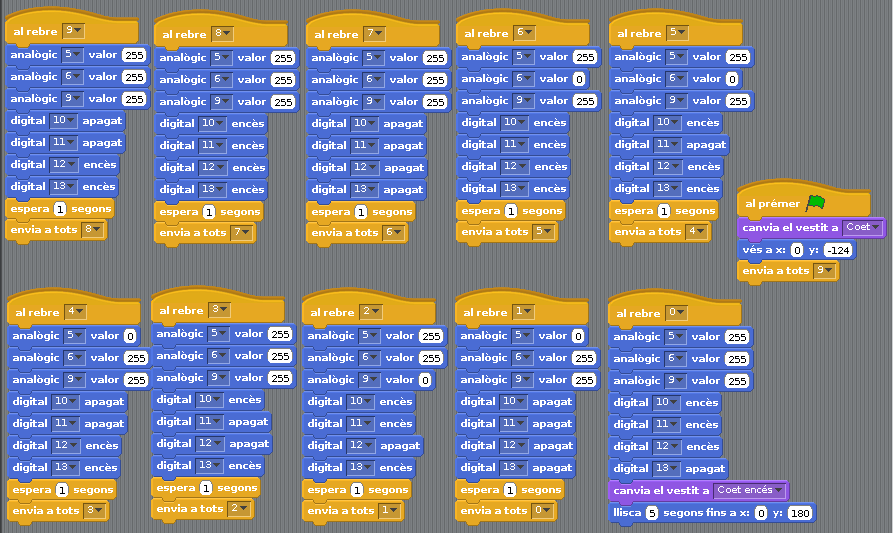 al rebre 9
analògic 5 valor 255
analògic 6 valor 255
analògic 9 valor 255
digital 10 apagat
digital 11 apagat
digital 12 encès
digital 13 encès
espera 1 segons
envia a tots 8
al rebre 8
analògic 5 valor 255
analògic 6 valor 255
analògic 9 valor 255
digital 10 encès
digital 11 encès
digital 12 encès
digital 13 encès
espera 1 segons
envia a tots 7
al rebre 7
analògic 5 valor 255
analògic 6 valor 255
analògic 9 valor 255
digital 10 apagat
digital 11 apagat
digital 12 apagat
digital 13 apagat
espera 1 segons
envia a tots 6
al rebre 6
analògic 5 valor 255
analògic 6 valor 0
analògic 9 valor 255
digital 10 encès
digital 11 encès
digital 12 encès
digital 13 encès
espera 1 segons
envia a tots 5
al rebre 5
analògic 5 valor 255
analògic 6 valor 0
analògic 9 valor 255
digital 10 encès
digital 11 apagat
digital 12 encès
digital 13 encès
espera 1 segons
envia a tots 4
al prémer
canvia el vestit a Coet
vés a x: 0 y: -124
envia a tots 9
al rebre 4
analògic 5 valor 0
analògic 6 valor 255
analògic 9 valor 255
digital 10 apagat
digital 11 apagat
digital 12 encès
digital 13 encès
espera 1 segons
envia a tots 3
al rebre 3
analògic 5 valor 255
analògic 6 valor 255
analògic 9 valor 255
digital 10 encès
digital 11 apagat
digital 12 apagat
digital 13 encès
espera 1 segons
envia a tots 2
al rebre 2
analògic 5 valor 255
analògic 6 valor 255
analògic 9 valor 0
digital 10 encès
digital 11 encès
digital 12 apagat
digital 13 encès
espera 1 segons
envia a tots 1
al rebre 1
analògic 5 valor 0
analògic 6 valor 255
analògic 9 valor 255
digital 10 apagat
digital 11 apagat
digital 12 apagat
digital 13 apagat
espera 1 segons
envia a tots 0
al rebre 0
analògic 5 valor 255
analògic 6 valor 255
analògic 9 valor 255
digital 10 encès
digital 11 encès
digital 12 encès
digital 13 apagat
canvia el vestit a Coet encés
llisca 5 segons fins a x: 0 y: 180